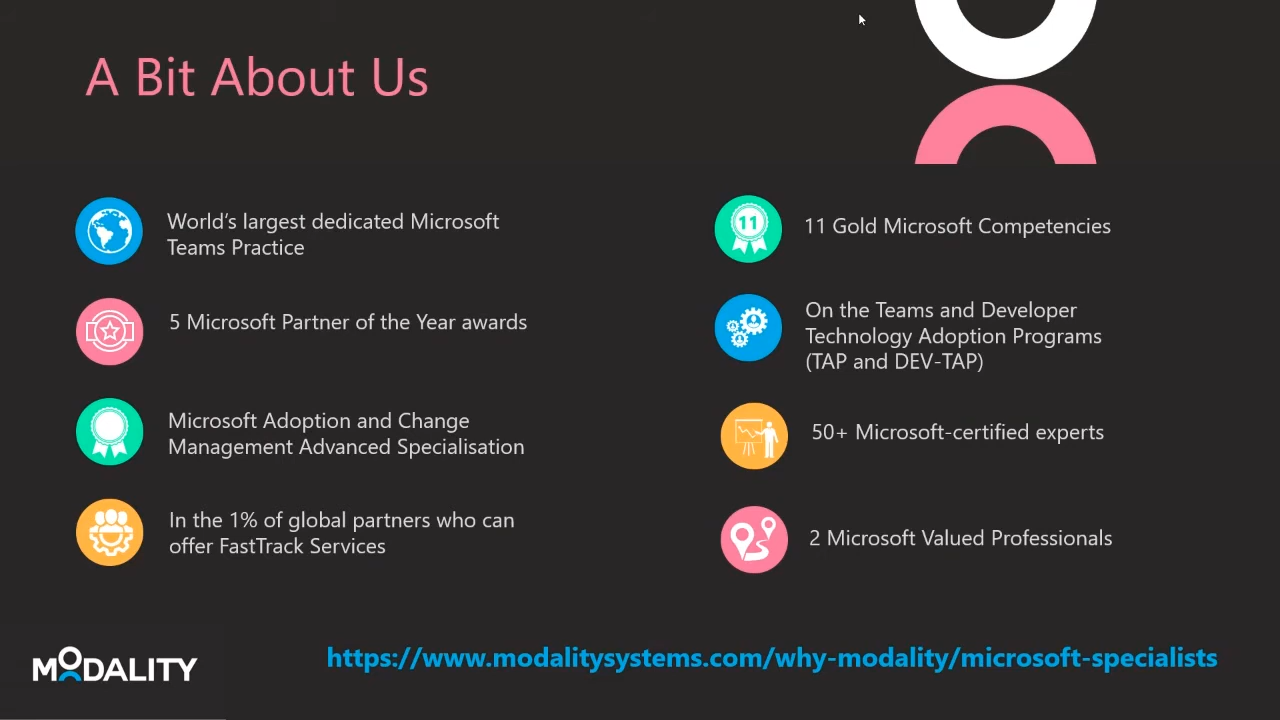 A Bit About Us
World's largest dedicated Microsoft
Teams Practice
5 Microsoft Partner of the Year awards
Microsoft Adoption and Change
Management Advanced Specialisation
In the 1% of global partners who can
offer FastTrack Services
11
11 Gold Microsoft Competencies
On the Teams and Developer
Technology Adoption Programs
(TAP and DEV-TAP)
50+ Microsoft-certified experts
2 Microsoft Valued Professionals
MODALITY
https://www.modalitysystems.com/why-modality/microsoft-specialists